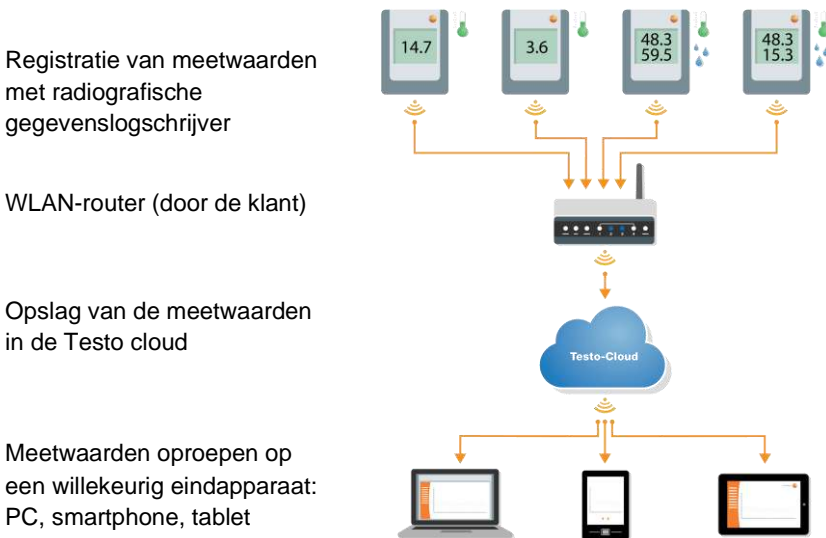 14.7
3.6
48.3
59.5
48.3
15.3
Registratie van meetwaarden
met radiografische
gegevenslogschrijver
WLAN-router (door de klant)
Opslag van de meetwaarden
in de Testo cloud
Testo-Cloud
Meetwaarden oproepen op
een willekeurig eindapparaat:
PC, smartphone, tablet